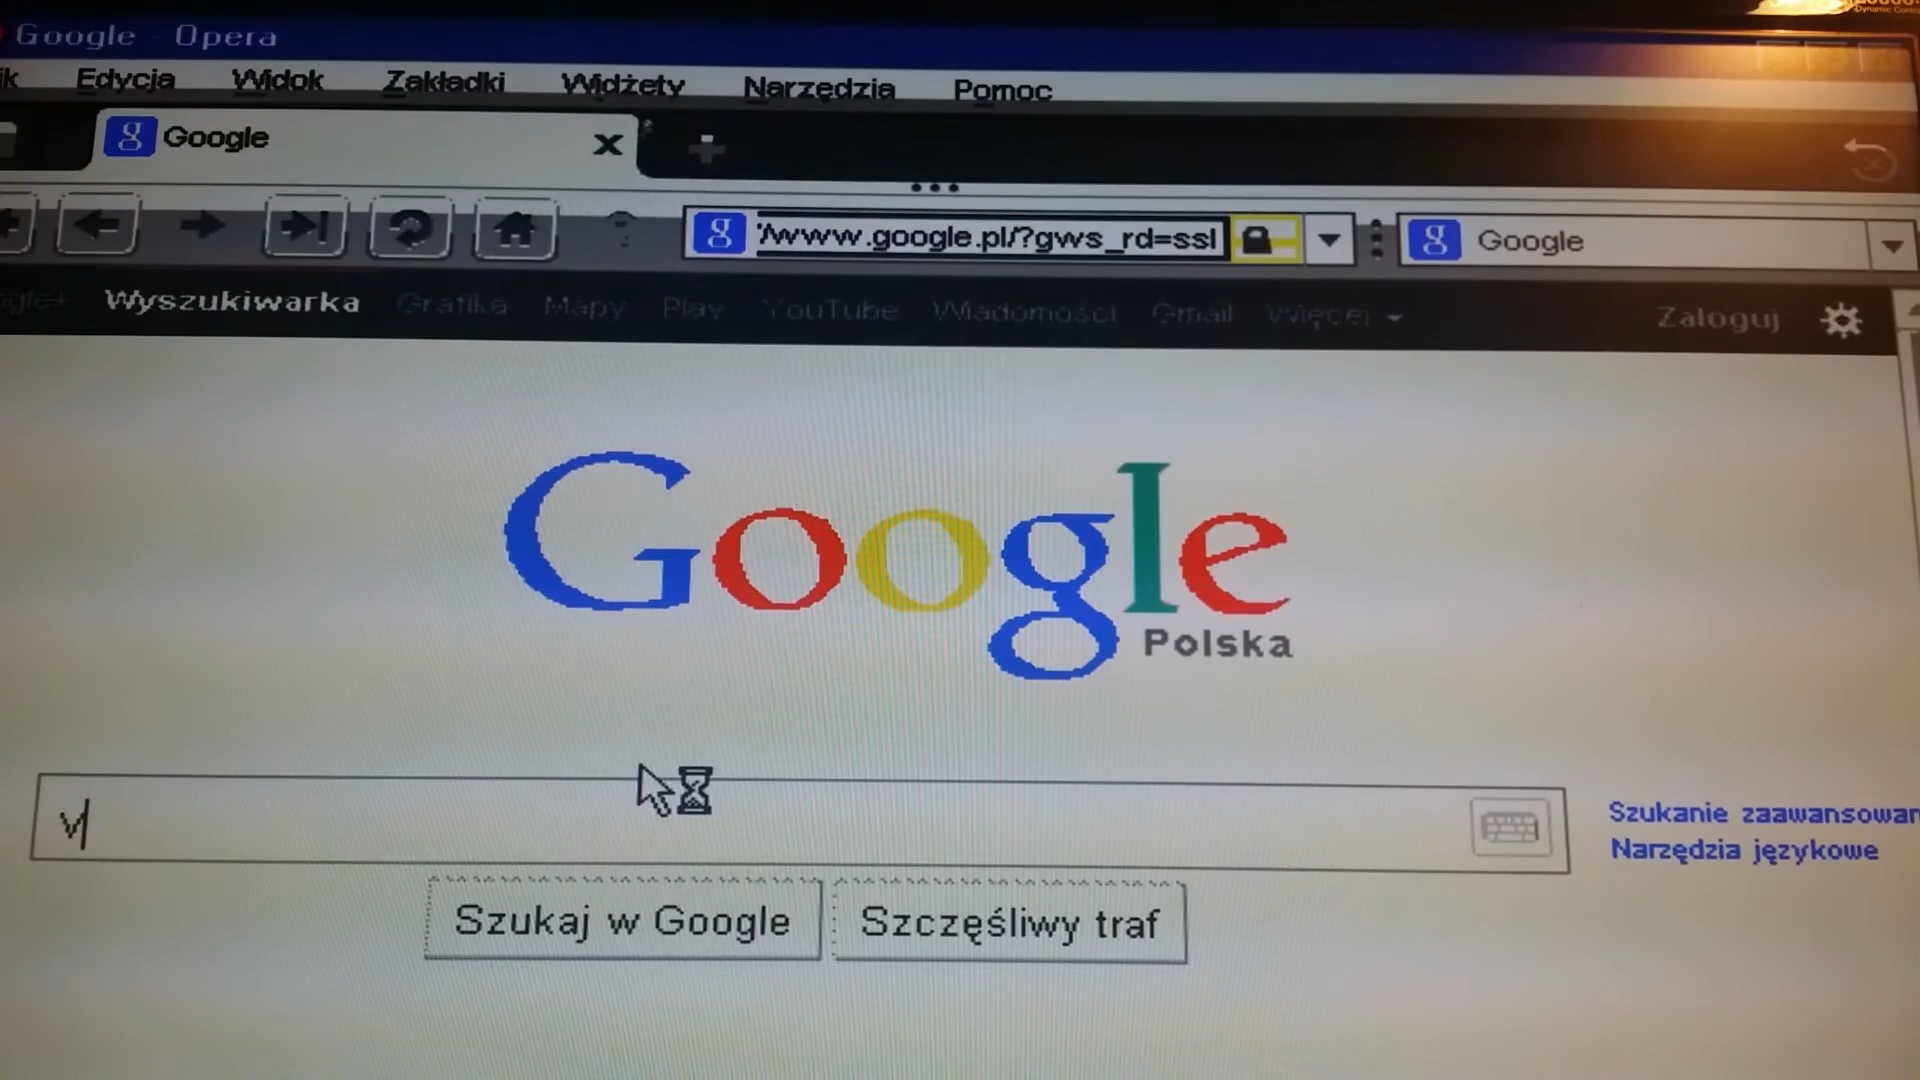 Google - Opera
ik Edycja Widok Zakładki Widżety Narzędzia Pomoc
g Google
g /www.google.pl/?gws_rd=ssl g Google
Wyszukiwarka Grafika Mapy Play YouTube Wiadomości Gmail Więcej Zaloguj
Google
Polska
v
Szukanie zaawansowan
Narzędzia językowe
Szukaj w Google Szczęśliwy traf